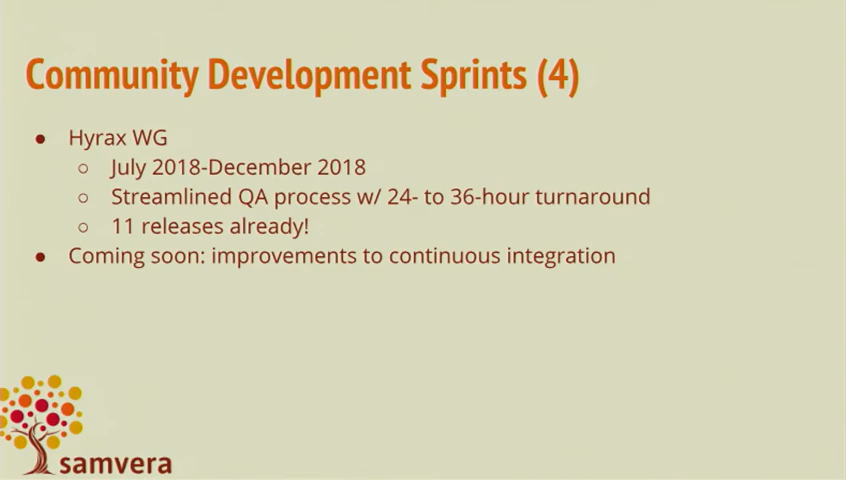 Community Development Sprints (4)
● Hyrax WG
○ July 2018-December 2018
○ Streamlined QA process w/ 24- to 36-hour turnaround
○ 11 releases already!
● Coming soon: improvements to continuous integration
samvera